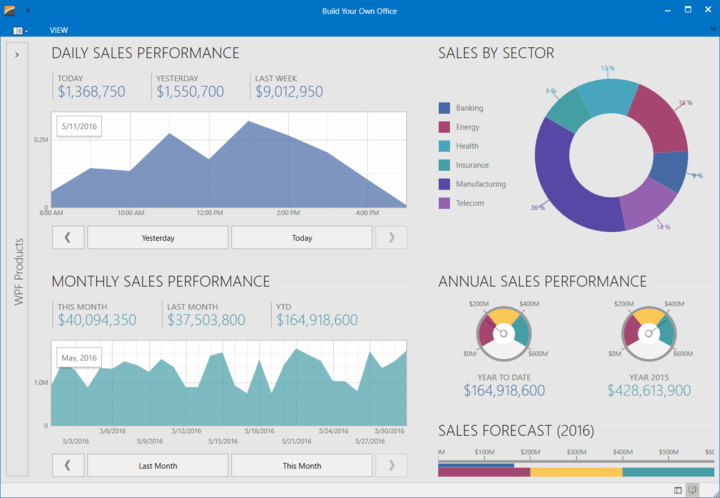 Build Your Own Office
VIEW
WPF Products
DAILY SALES PERFORMANCE
TODAY
$1,368,750
YESTERDAY
$1,550,700
LAST WEEK
$9,012,950
5/11/2016
0.2M
0
8:00 AM 10:00 AM 12:00 PM 2:00 PM 4:00 PM
Yesterday
Today
SALES BY SECTOR
Banking
Energy
Health
Insurance
Manufacturing
Telecom
9 %
36 %
14 %
MONTHLY SALES PERFORMANCE
THIS MONTH
$40,094,350
LAST MONTH
$37,503,800
YTD
$164,918,600
May, 2016
1.0M
0
5/6/2016 5/12/2016 5/18/2016 5/24/2016 5/30/2016
5/3/2016 5/9/2016 5/15/2016 5/21/2016 5/27/2016
Last Month
This Month
ANNUAL SALES PERFORMANCE
$200M $400M
$0M $600M
YEAR TO DATE
$164,918,600
$200M $400M
$0M $600M
YEAR 2015
$428,613,900
SALES FORECAST (2016)
$100M $200M $300M $400M $500M